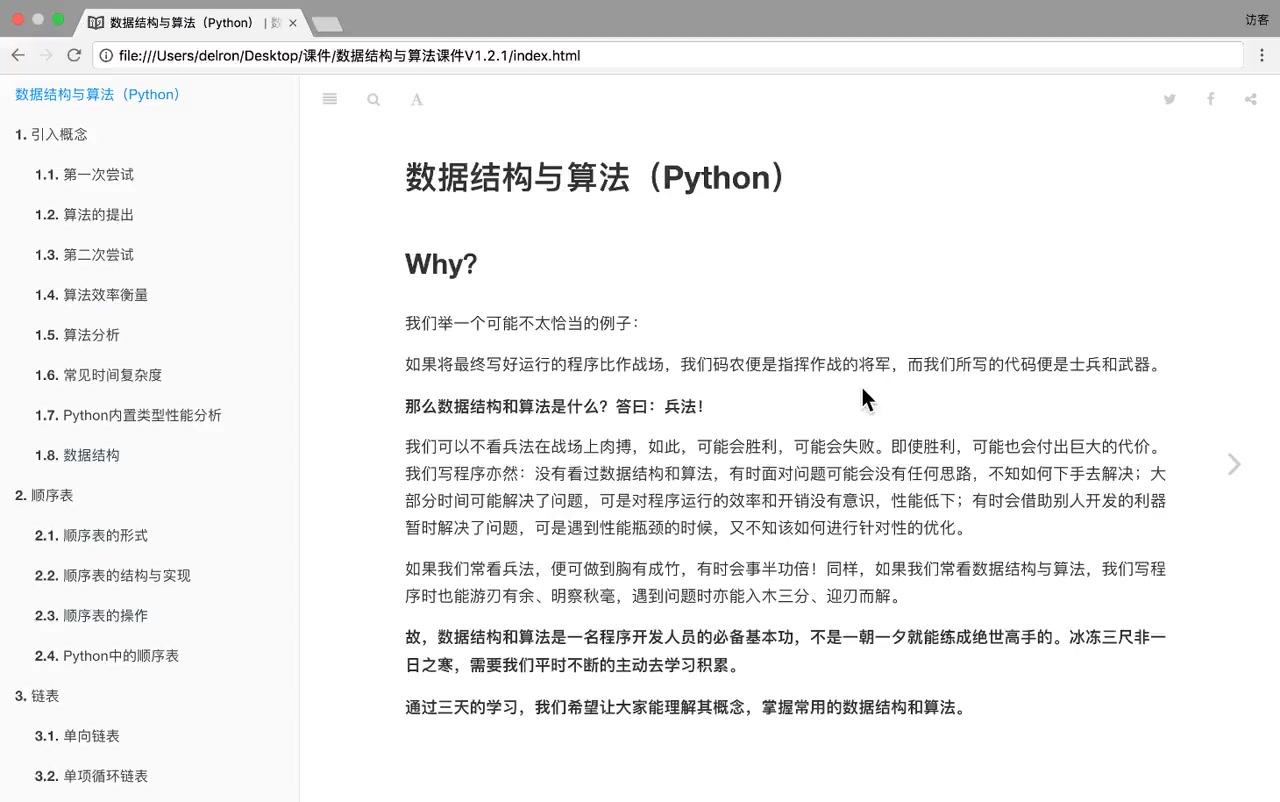 数据结构与算法（Python） | 数
访客
file:///Users/delron/Desktop/课件/数据结构与算法课件V1.2.1/index.html
数据结构与算法（Python）
1. 引入概念
1.1. 第一次尝试
1.2. 算法的提出
1.3. 第二次尝试
1.4. 算法效率衡量
1.5. 算法分析
1.6. 常见时间复杂度
1.7. Python内置类型性能分析
1.8. 数据结构
2. 顺序表
2.1. 顺序表的形式
2.2. 顺序表的结构与实现
2.3. 顺序表的操作
2.4. Python中的顺序表
3. 链表
3.1. 单向链表
3.2. 单项循环链表
A
数据结构与算法（Python）
Why?
我们举一个可能不太恰当的例子：
如果将最终写好运行的程序比作战场，我们码农便是指挥作战的将军，而我们所写的代码便是士兵和武器。
那么数据结构和算法是什么？答曰：兵法！
我们可以不看兵法在战场上肉搏，如此，可能会胜利，可能会失败。即使胜利，可能也会付出巨大的代价。
我们写程序亦然：没有看过数据结构和算法，有时面对问题可能会没有任何思路，不知如何下手去解决；大
部分时间可能解决了问题，可是对程序运行的效率和开销没有意识，性能低下；有时会借助别人开发的利器
暂时解决了问题，可是遇到性能瓶颈的时候，又不知该如何进行针对性的优化。
如果我们常看兵法，便可做到胸有成竹，有时会事半功倍！同样，如果我们常看数据结构与算法，我们写程
序时也能游刃有余、明察秋毫，遇到问题时亦能入木三分、迎刃而解。
故，数据结构和算法是一名程序开发人员的必备基本功，不是一朝一夕就能练成绝世高手的。冰冻三尺非一
日之寒，需要我们平时不断的主动去学习积累。
通过三天的学习，我们希望让大家能理解其概念，掌握常用的数据结构和算法。